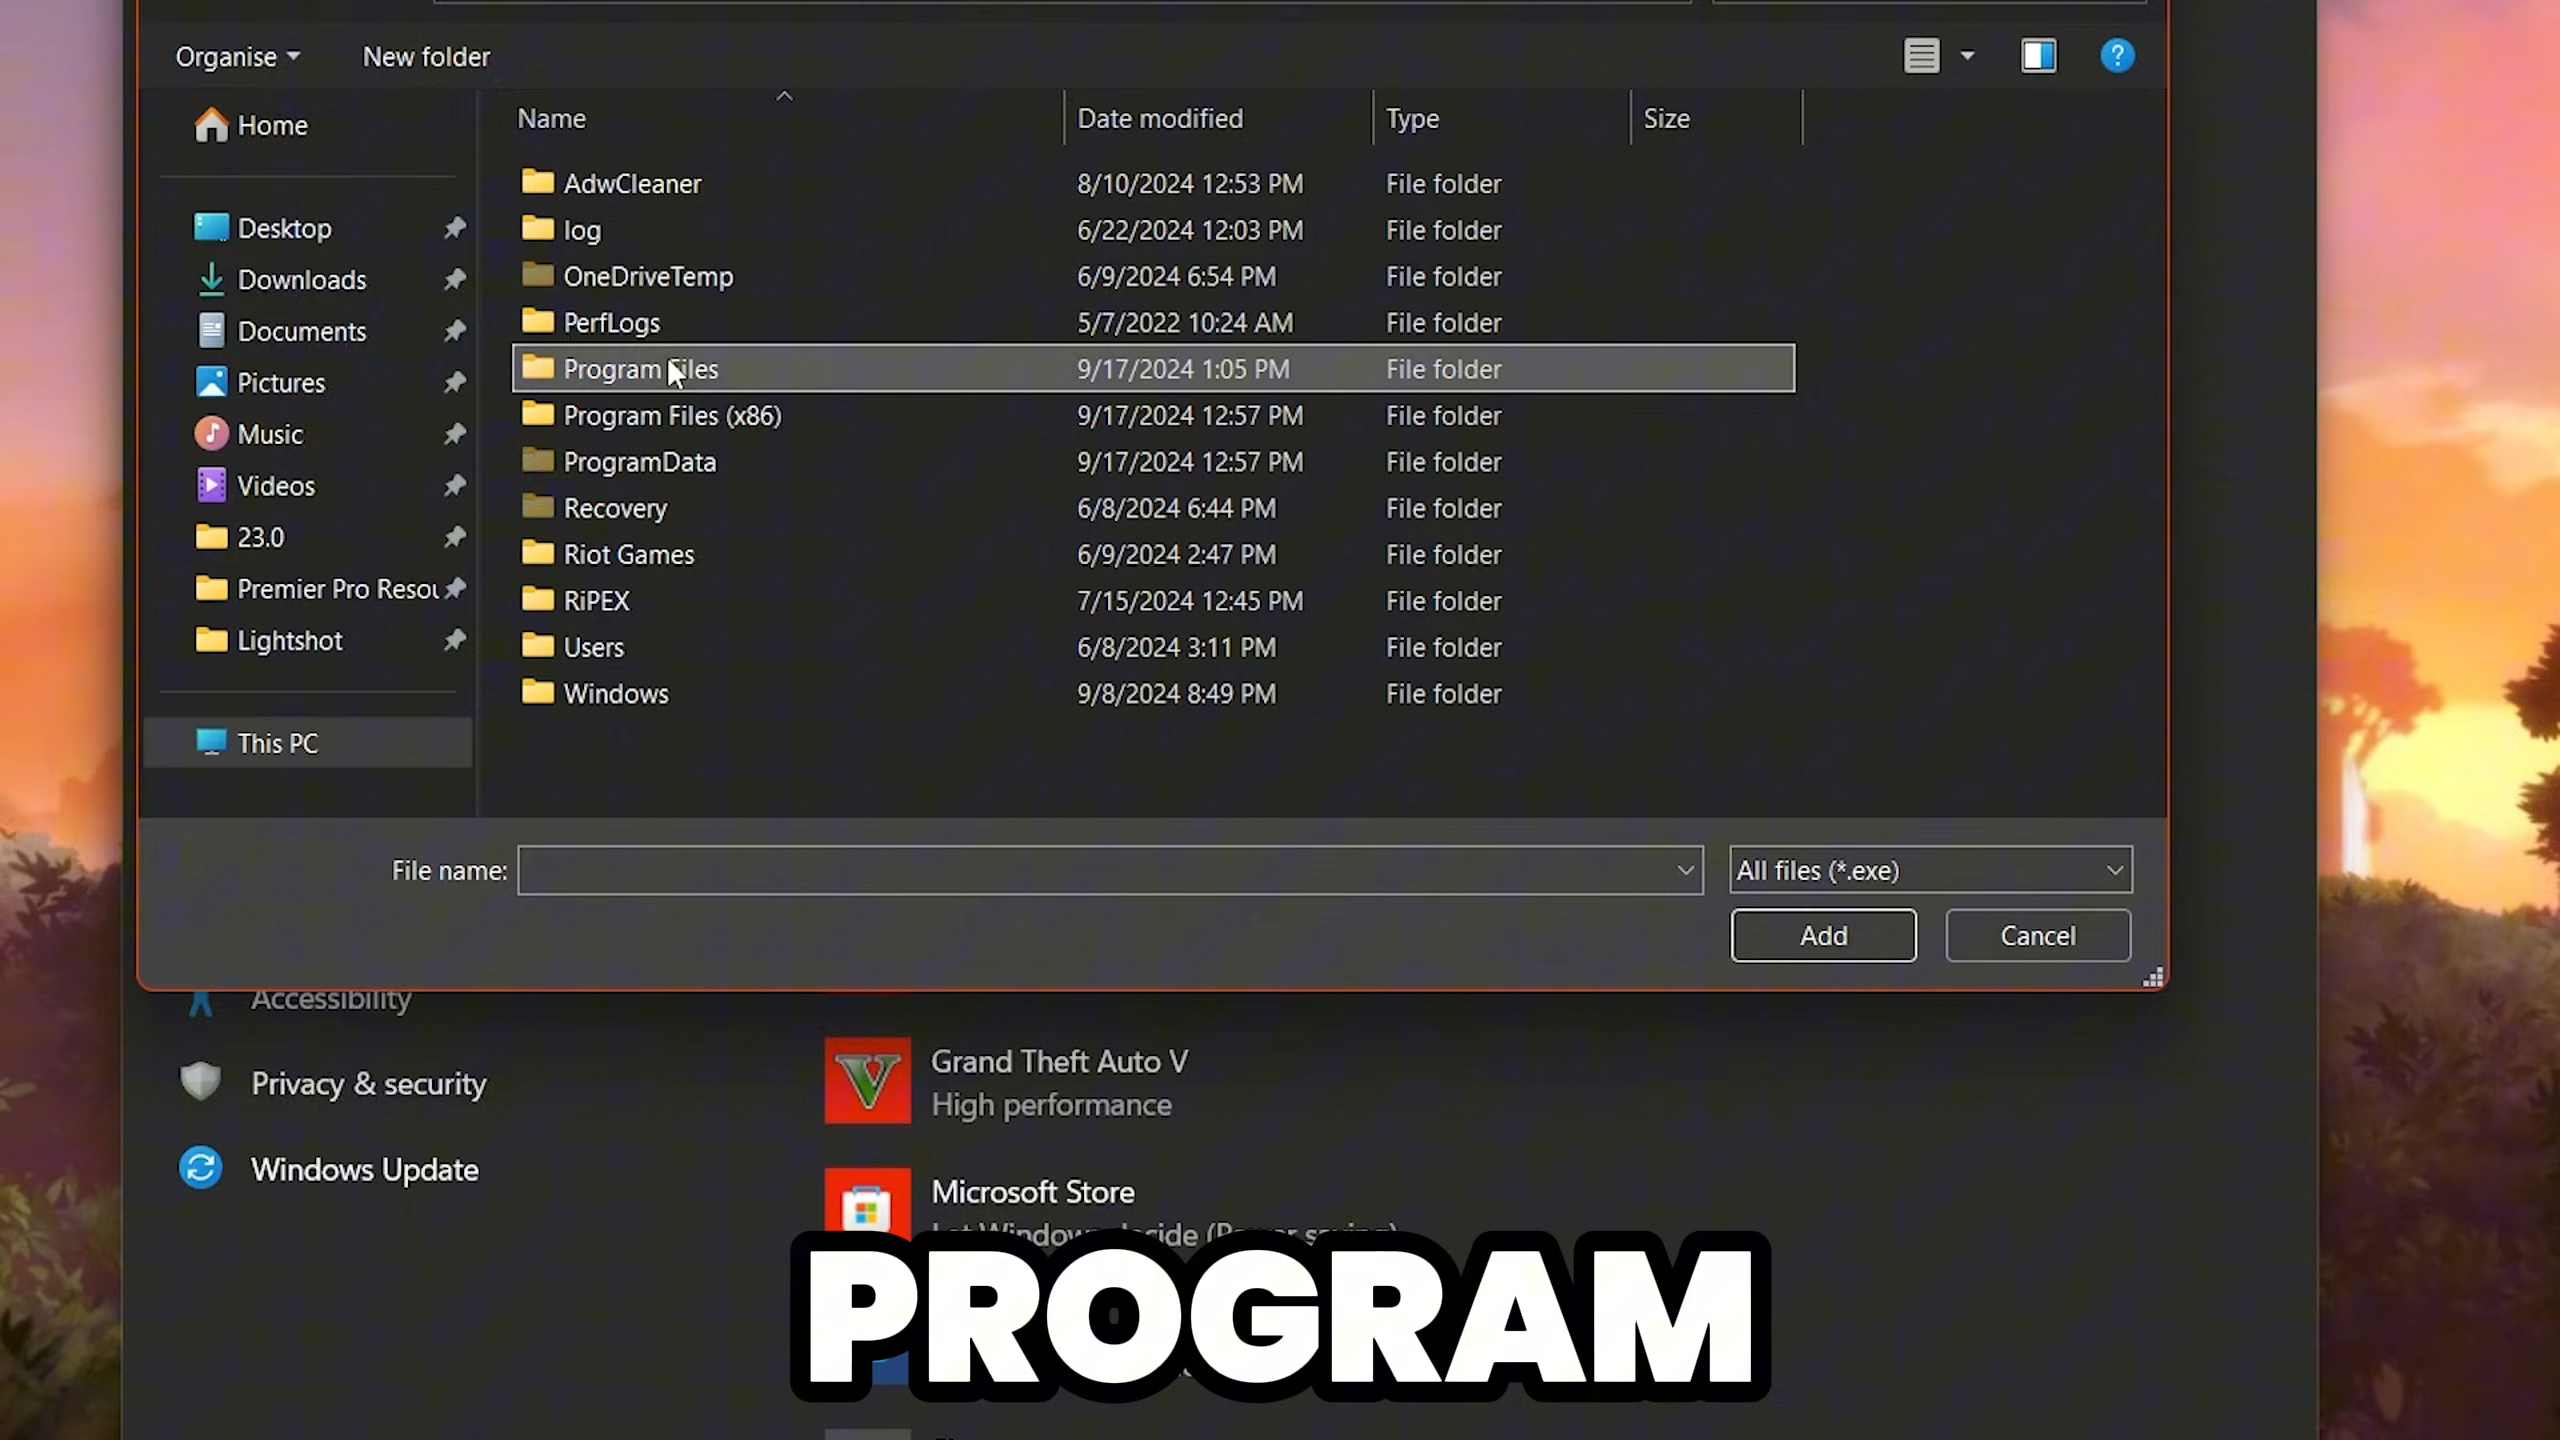 Organise
New folder
Name
Date modified
Type
Size
Home
Desktop
Downloads
Documents
Pictures
Music
Videos
23.0
Premier Pro Resou
Lightshot
This PC
AdwCleaner 8/10/2024 12:53 PM File folder
log 6/22/2024 12:03 PM File folder
OneDriveTemp 6/9/2024 6:54 PM File folder
PerfLogs 5/7/2022 10:24 AM File folder
Program Files 9/17/2024 1:05 PM File folder
Program Files (x86) 9/17/2024 12:57 PM File folder
ProgramData 9/17/2024 12:57 PM File folder
Recovery 6/8/2024 6:44 PM File folder
Riot Games 6/9/2024 2:47 PM File folder
RiPEX 7/15/2024 12:45 PM File folder
Users 6/8/2024 3:11 PM File folder
Windows 9/8/2024 8:49 PM File folder
File name:
All files (*.exe)
Add
Cancel
Accessibility
Privacy & security
Windows Update
Grand Theft Auto V
High performance
Microsoft Store
Let Windows decide (Power saving)
PROGRAM